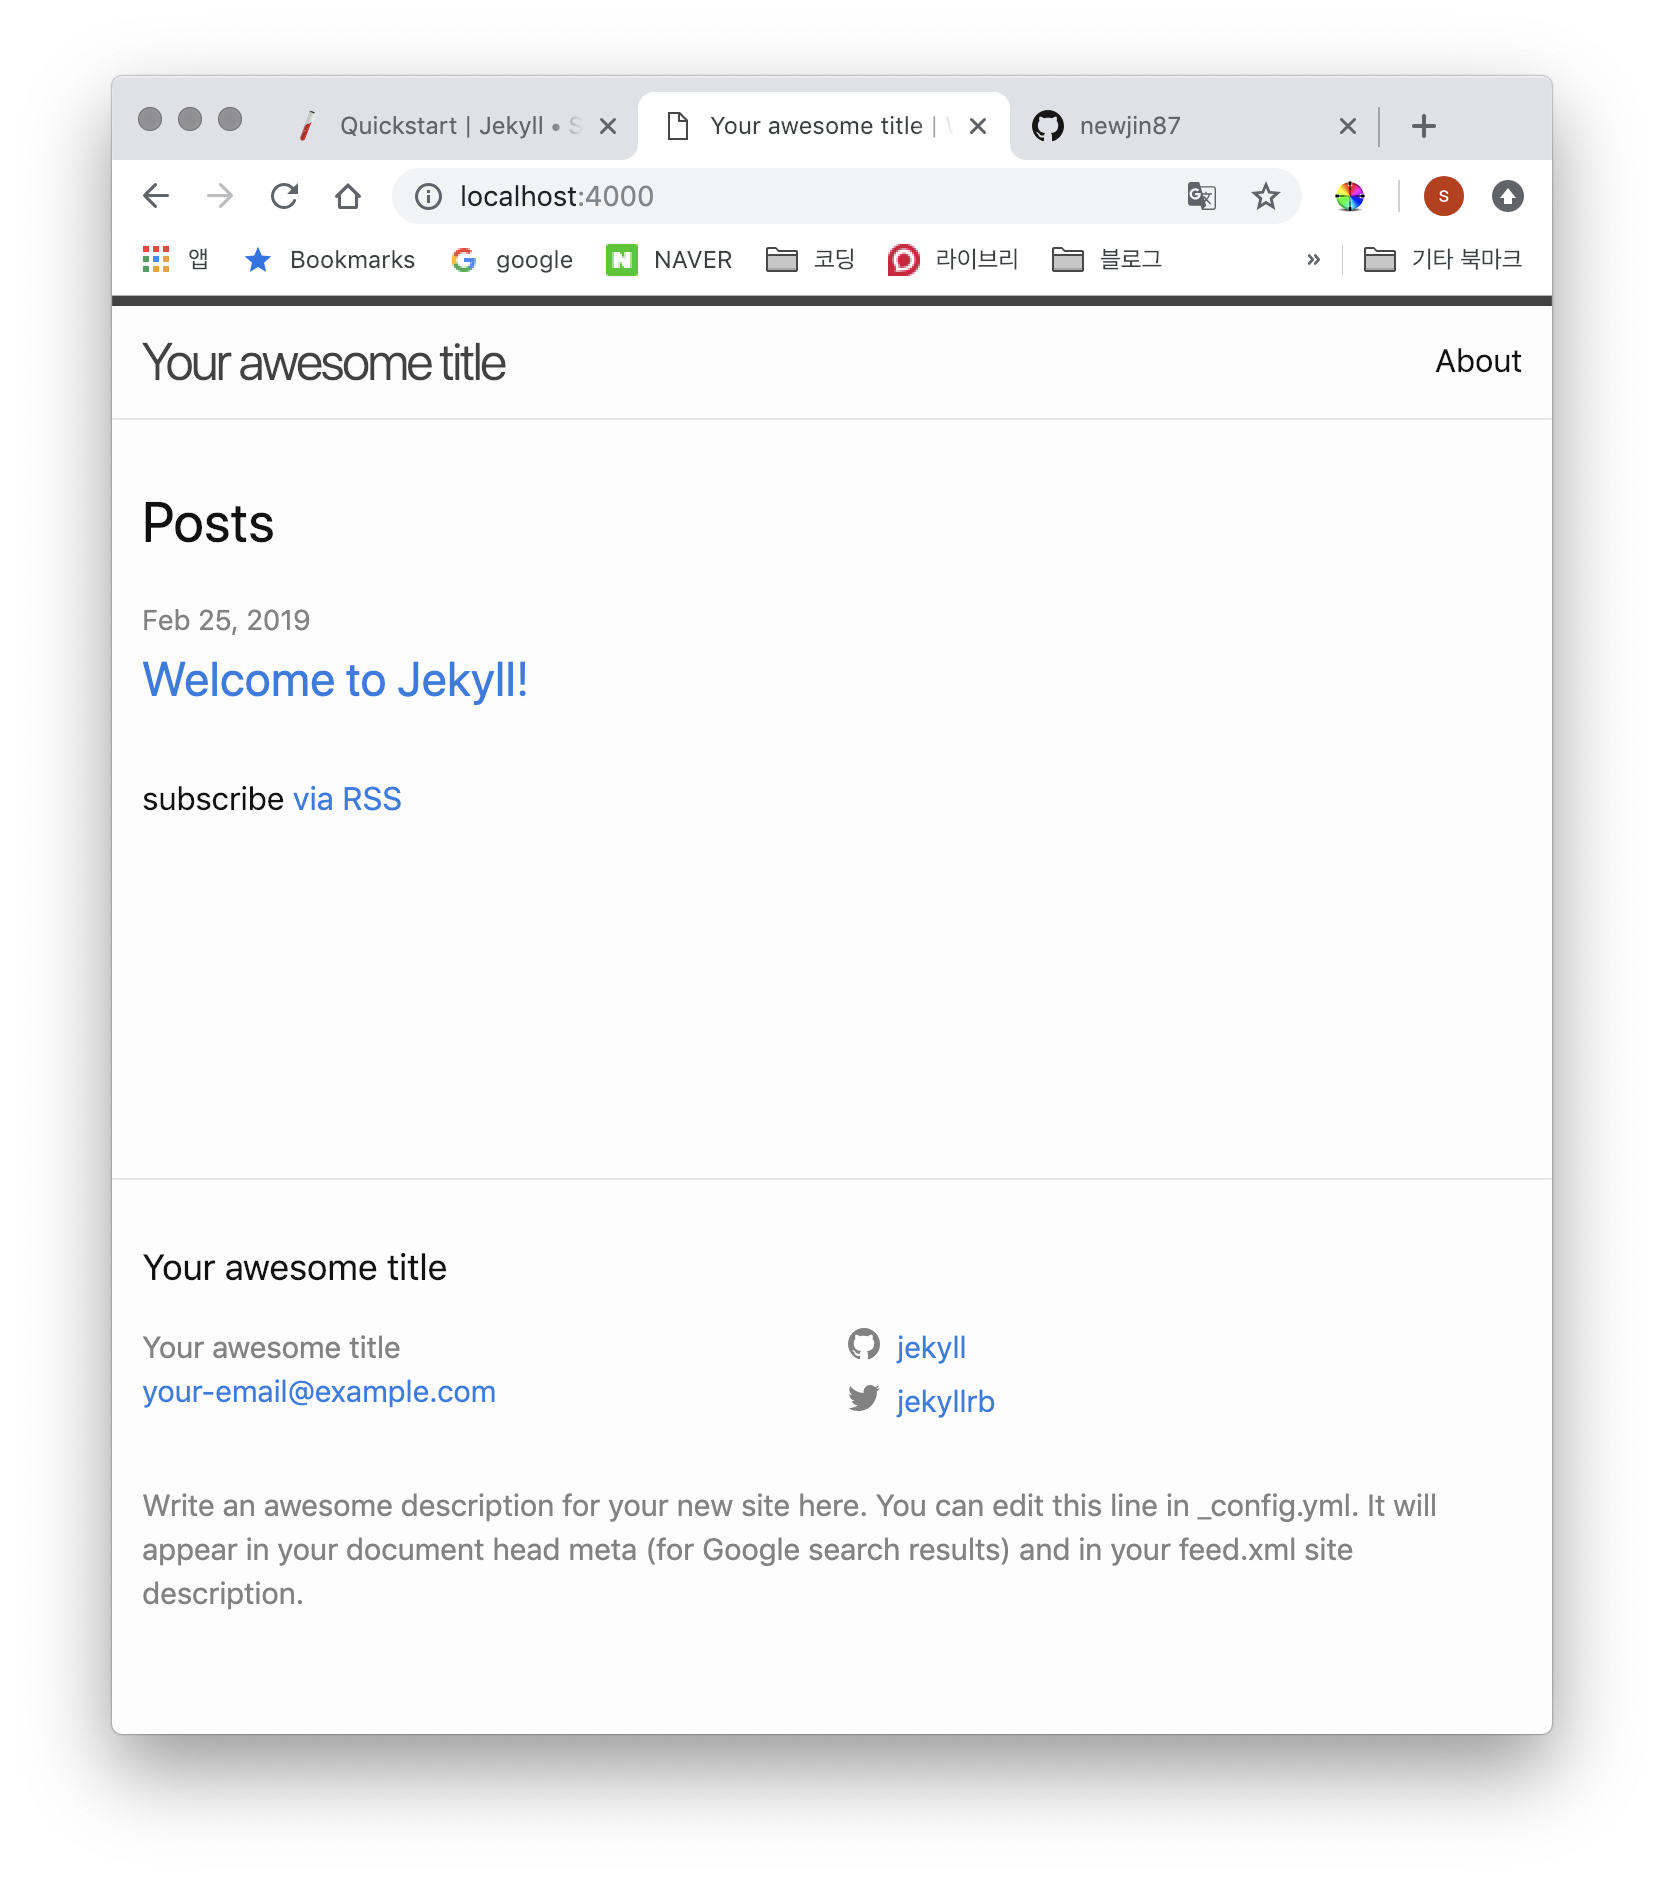 Quickstart | Jekyll • S
Your awesome title |
newjin87
localhost:4000
S
앱
Bookmarks
google
N NAVER
코딩
라이브리
블로그
»
기타 북마크
Your awesome title
About
Posts
Feb 25, 2019
Welcome to Jekyll!
subscribe via RSS
Your awesome title
Your awesome title
your-email@example.com
jekyll
jekyllrb
Write an awesome description for your new site here. You can edit this line in _config.yml. It will
appear in your document head meta (for Google search results) and in your feed.xml site
description.